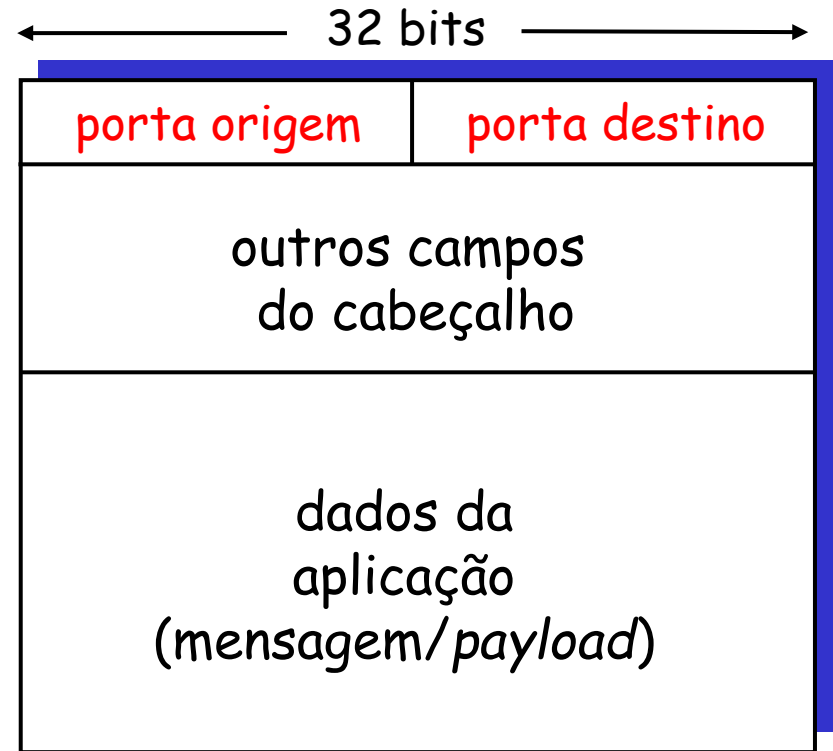 32 bits
porta origem
porta destino
outros campos
do cabeçalho
dados da
aplicação
(mensagem/payload)